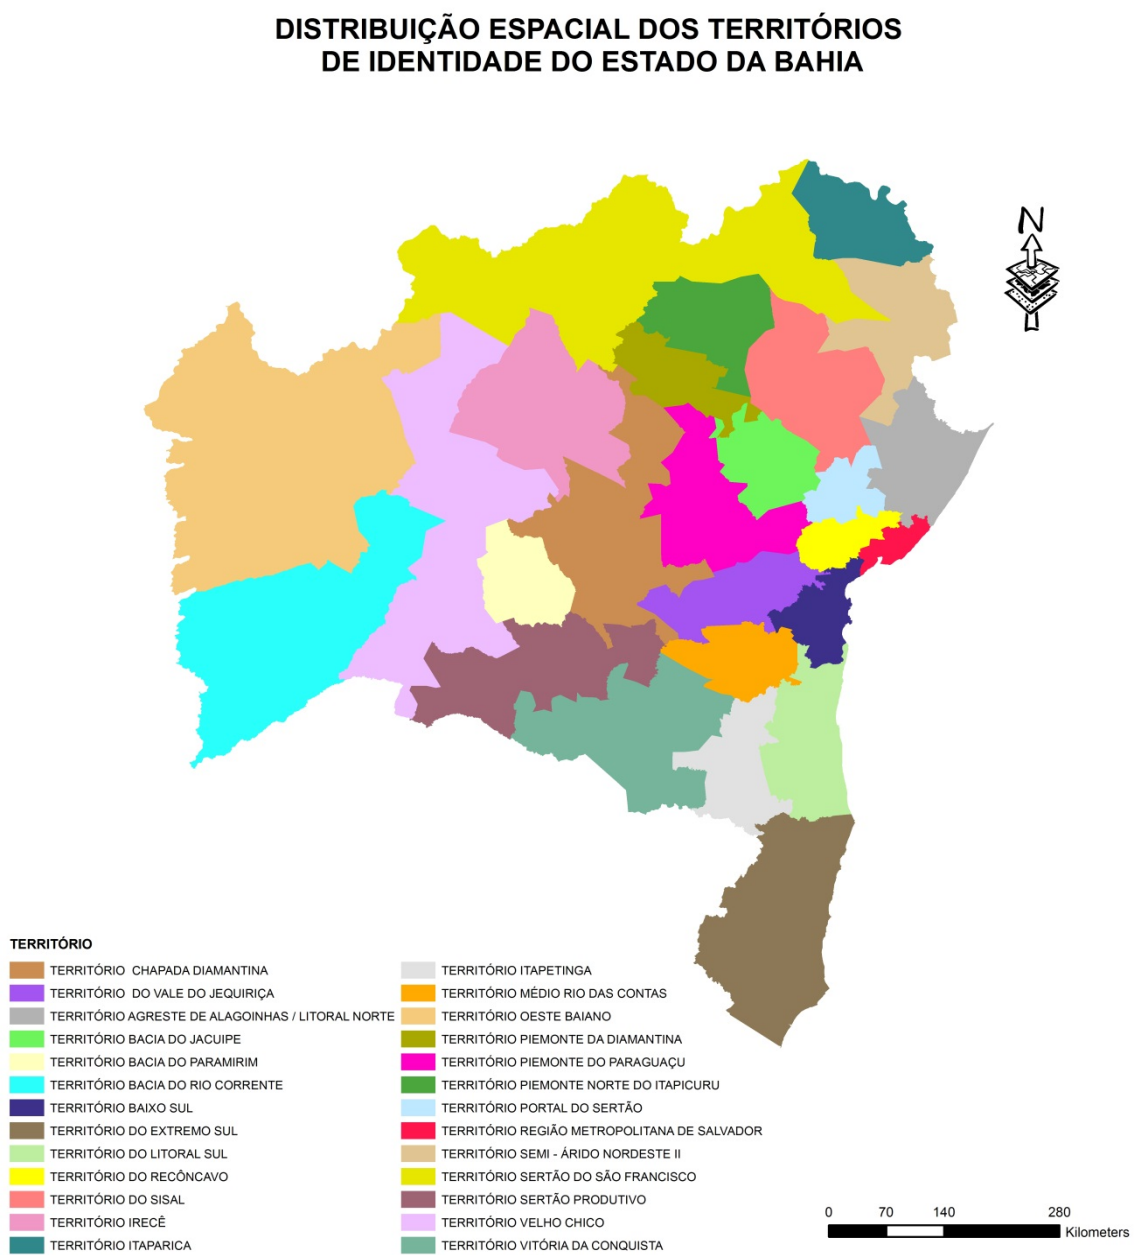 DISTRIBUIÇÃO ESPACIAL DOS TERRITÓRIOS
DE IDENTIDADE DO ESTADO DA BAHIA
N
TERRITÓRIO
TERRITÓRIO CHAPADA DIAMANTINA
TERRITÓRIO DO VALE DO JEQUIRIÇA
TERRITÓRIO AGRESTE DE ALAGOINHAS / LITORAL NORTE
TERRITÓRIO BACIA DO JACUIPE
TERRITÓRIO BACIA DO PARAMIRIM
TERRITÓRIO BACIA DO RIO CORRENTE
TERRITÓRIO BAIXO SUL
TERRITÓRIO DO EXTREMO SUL
TERRITÓRIO DO LITORAL SUL
TERRITÓRIO DO RECÔNCAVO
TERRITÓRIO DO SISAL
TERRITÓRIO IRECÊ
TERRITÓRIO ITAPARICA
TERRITÓRIO ITAPETINGA
TERRITÓRIO MÉDIO RIO DAS CONTAS
TERRITÓRIO OESTE BAIANO
TERRITÓRIO PIEMONTE DA DIAMANTINA
TERRITÓRIO PIEMONTE DO PARAGUAÇU
TERRITÓRIO PIEMONTE NORTE DO ITAPICURU
TERRITÓRIO PORTAL DO SERTÃO
TERRITÓRIO REGIÃO METROPOLITANA DE SALVADOR
TERRITÓRIO SEMI - ÁRIDO NORDESTE II
TERRITÓRIO SERTÃO DO SÃO FRANCISCO
TERRITÓRIO SERTÃO PRODUTIVO
TERRITÓRIO VELHO CHICO
TERRITÓRIO VITÓRIA DA CONQUISTA
0 70 140 280
Kilometers